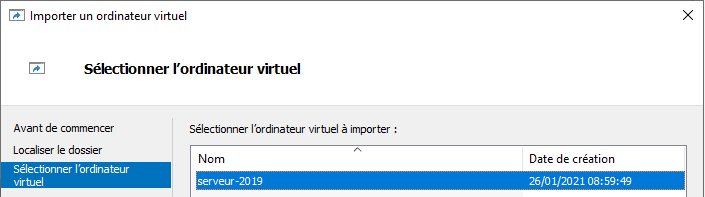 Importer un ordinateur virtuel
Sélectionner l'ordinateur virtuel
Avant de commencer
Localiser le dossier
Sélectionner l'ordinateur
virtuel
Sélectionner l'ordinateur virtuel à importer :
Nom Date de création
serveur-2019 26/01/2021 08:59:49